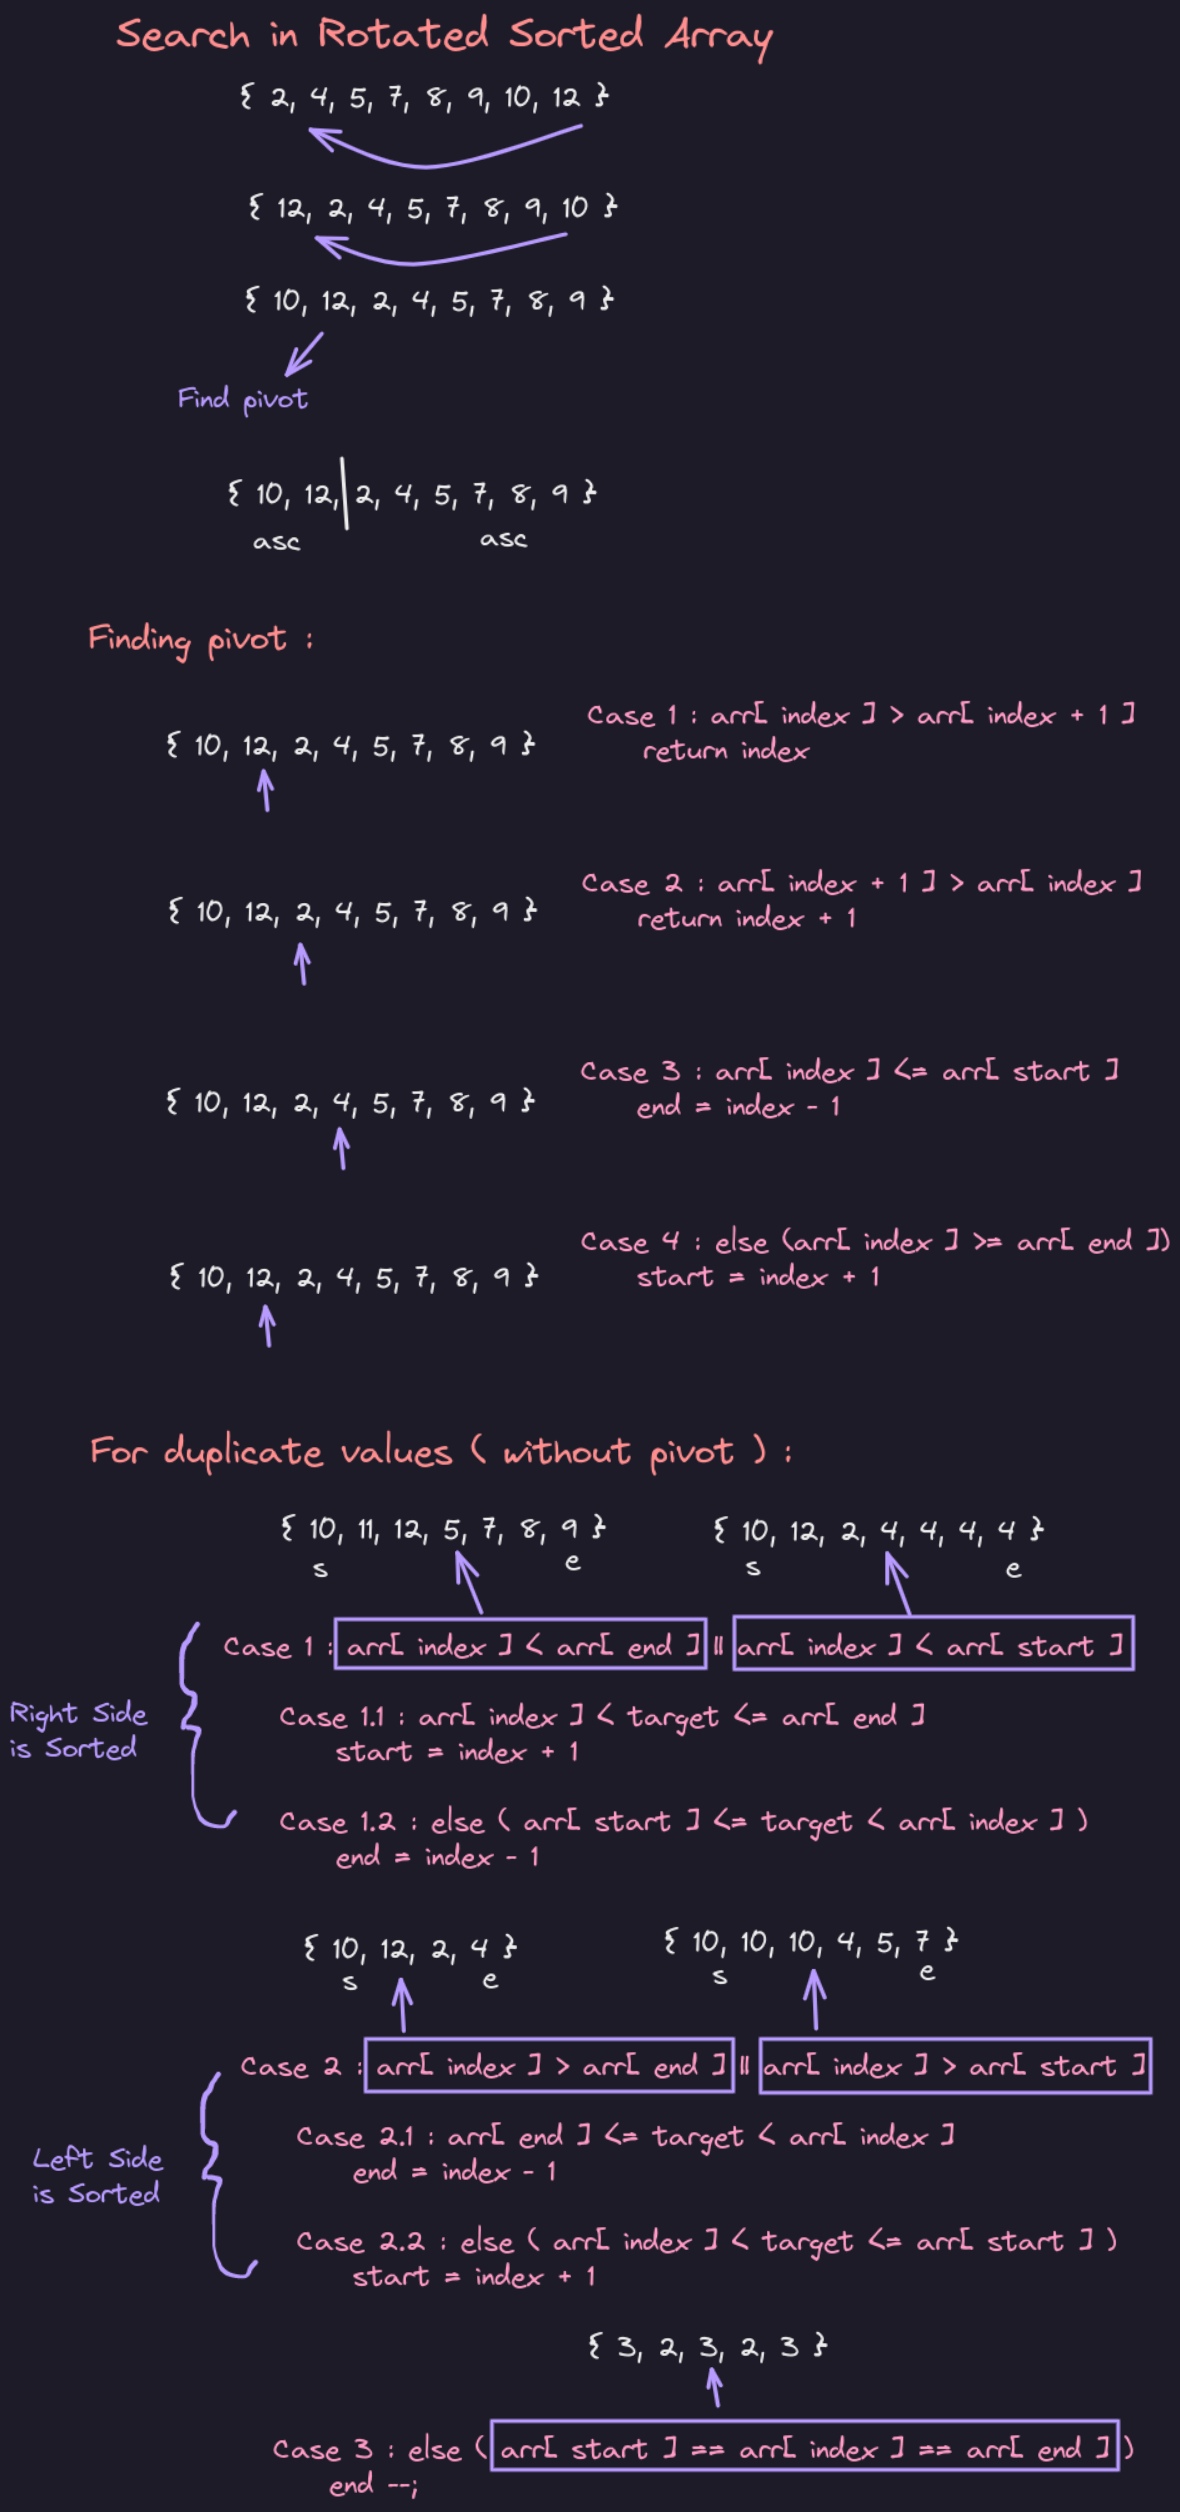 Search in Rotated Sorted Array
{ 2, 4, 5, 7, 8, 9, 10, 12 }
{ 12, 2, 4, 5, 7, 8, 9, 10 }
{ 10, 12, 2, 4, 5, 7, 8, 9 }
Find pivot
{ 10, 12, 2, 4, 5, 7, 8, 9 }
asc asc
Finding pivot :
Case 1 : arr[ index ] > arr[ index + 1 ]
{ 10, 12, 2, 4, 5, 7, 8, 9 }
return index
Case 2 : arr[ index + 1 ] > arr[ index ]
{ 10, 12, 2, 4, 5, 7, 8, 9 }
return index + 1
Case 3 : arr[ index ] <= arr[ start ]
{ 10, 12, 2, 4, 5, 7, 8, 9 }
end = index - 1
Case 4 : else (arr[ index ] >= arr[ end ])
{ 10, 12, 2, 4, 5, 7, 8, 9 }
start = index + 1
For duplicate values ( without pivot ) :
{ 10, 11, 12, 5, 7, 8, 9 } { 10, 12, 2, 4, 4, 4, 4 }
s e s e
Case 1 : arr[ index ] < arr[ end ] || arr[ index ] < arr[ start ]
Right Side
is Sorted
Case 1.1 : arr[ index ] < target <= arr[ end ]
start = index + 1
Case 1.2 : else ( arr[ start ] <= target < arr[ index ] )
end = index - 1
{ 10, 12, 2, 4 } { 10, 10, 10, 4, 5, 7 }
s e s e
Case 2 : arr[ index ] > arr[ end ] || arr[ index ] > arr[ start ]
Left Side
is Sorted
Case 2.1 : arr[ end ] <= target < arr[ index ]
end = index - 1
Case 2.2 : else ( arr[ index ] < target <= arr[ start ] )
start = index + 1
{ 3, 2, 3, 2, 3 }
Case 3 : else ( arr[ start ] == arr[ index ] == arr[ end ] )
end --;